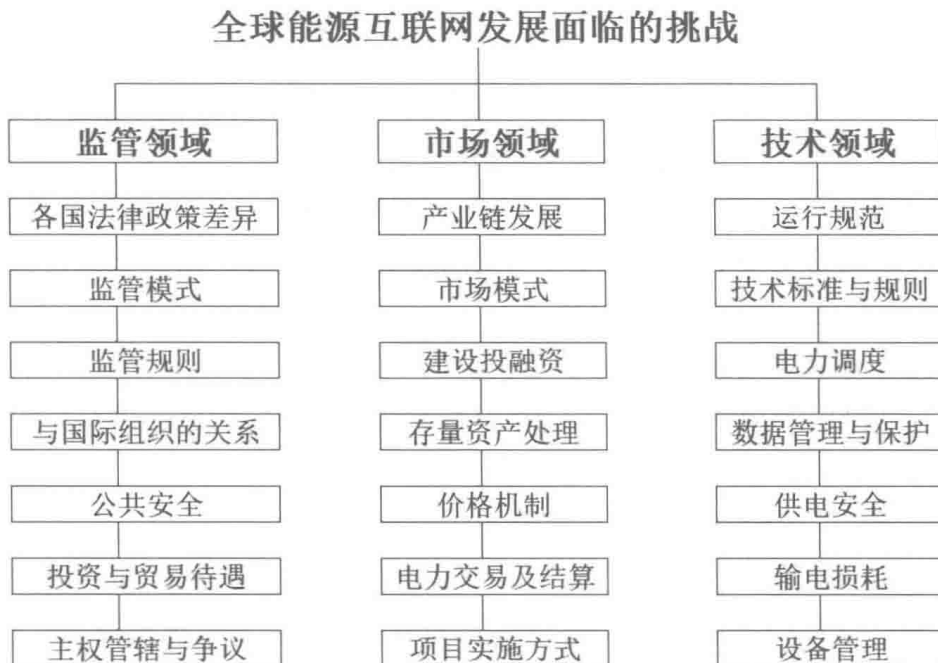 全球能源互联网发展面临的挑战
监管领域
市场领域
技术领域
各国法律政策差异
产业链发展
运行规范
监管模式
市场模式
技术标准与规则
监管规则
建设投融资
电力调度
与国际组织的关系
存量资产处理
数据管理与保护
公共安全
价格机制
供电安全
投资与贸易待遇
电力交易及结算
输电损耗
主权管辖与争议
项目实施方式
设备管理